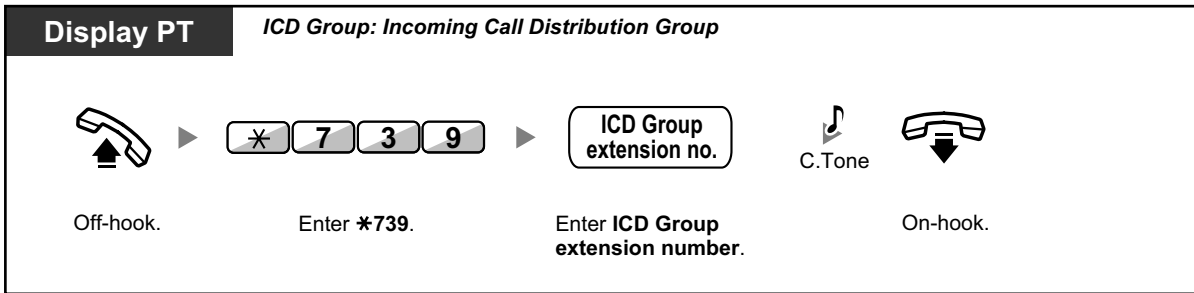 Display PT
ICD Group: Incoming Call Distribution Group
* 7 3 9
ICD Group
extension no.
C.Tone
Off-hook.
Enter *739.
Enter ICD Group
extension number.
On-hook.